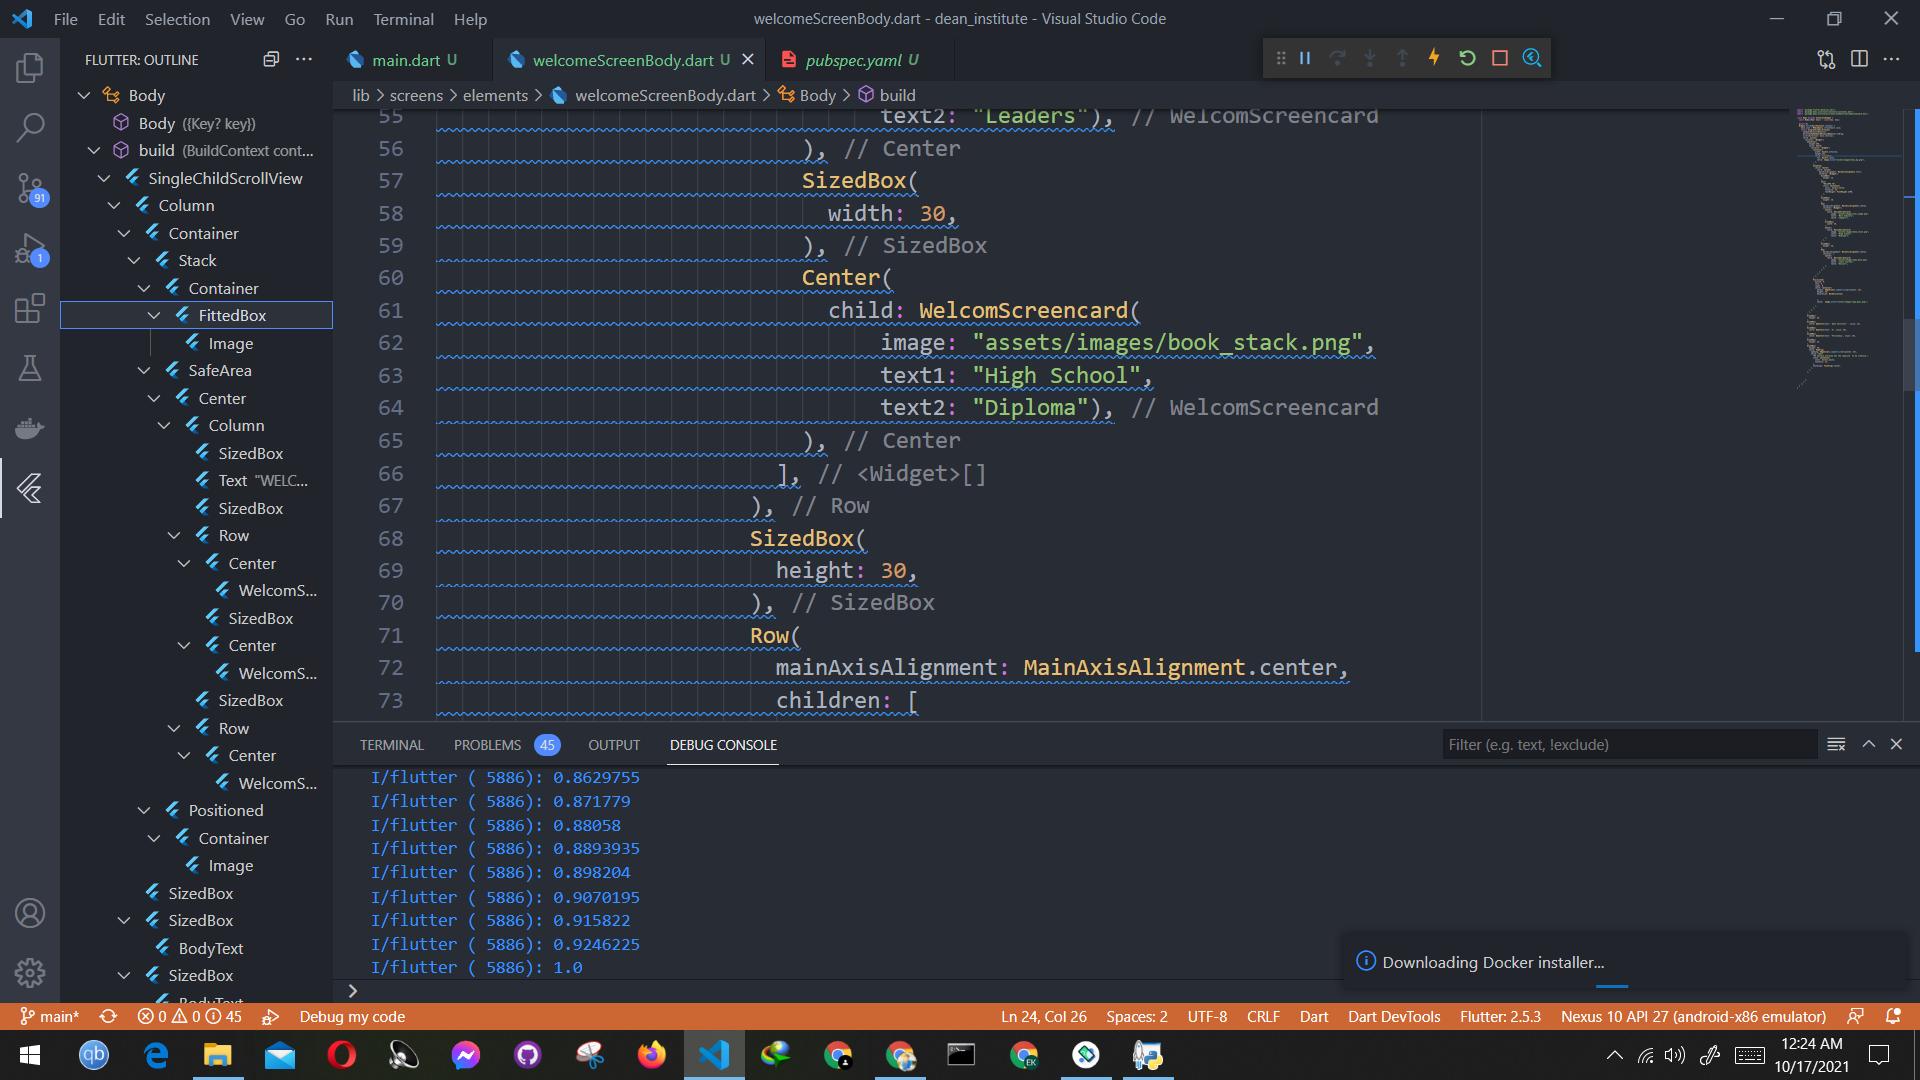 File Edit Selection View Go Run Terminal Help
welcomeScreenBody.dart - dean_institute - Visual Studio Code
FLUTTER: OUTLINE
main.dart U
welcomeScreenBody.dart U
pubspec.yaml U
lib > screens > elements > welcomeScreenBody.dart > Body > build
91
1
Body
Body ({Key? key})
build (BuildContext cont...
SingleChildScrollView
Column
Container
Stack
Container
FittedBox
Image
SafeArea
Center
Column
SizedBox
Text "WELC...
SizedBox
Row
Center
WelcomS...
SizedBox
Center
WelcomS...
SizedBox
Row
Center
WelcomS...
Positioned
Container
Image
SizedBox
SizedBox
BodyText
SizedBox
BodyText
55 text2: "Leaders"), // WelcomScreencard
56 ), // Center
57 SizedBox(
58 width: 30,
59 ), // SizedBox
60 Center(
61 child: WelcomScreencard(
62 image: "assets/images/book_stack.png",
63 text1: "High School",
64 text2: "Diploma"), // WelcomScreencard
65 ), // Center
66 ], // <Widget>[]
67 ), // Row
68 SizedBox(
69 height: 30,
70 ), // SizedBox
71 Row(
72 mainAxisAlignment: MainAxisAlignment.center,
73 children: [
TERMINAL PROBLEMS 45 OUTPUT DEBUG CONSOLE
Filter (e.g. text, !exclude)
I/flutter ( 5886): 0.8629755
I/flutter ( 5886): 0.871779
I/flutter ( 5886): 0.88058
I/flutter ( 5886): 0.8893935
I/flutter ( 5886): 0.898204
I/flutter ( 5886): 0.9070195
I/flutter ( 5886): 0.915822
I/flutter ( 5886): 0.9246225
I/flutter ( 5886): 1.0
Downloading Docker installer...
main* 0 0 45 Debug my code
Ln 24, Col 26 Spaces: 2 UTF-8 CRLF Dart Dart DevTools Flutter: 2.5.3 Nexus 10 API 27 (android-x86 emulator)
qb
EK
12:24 AM
10/17/2021